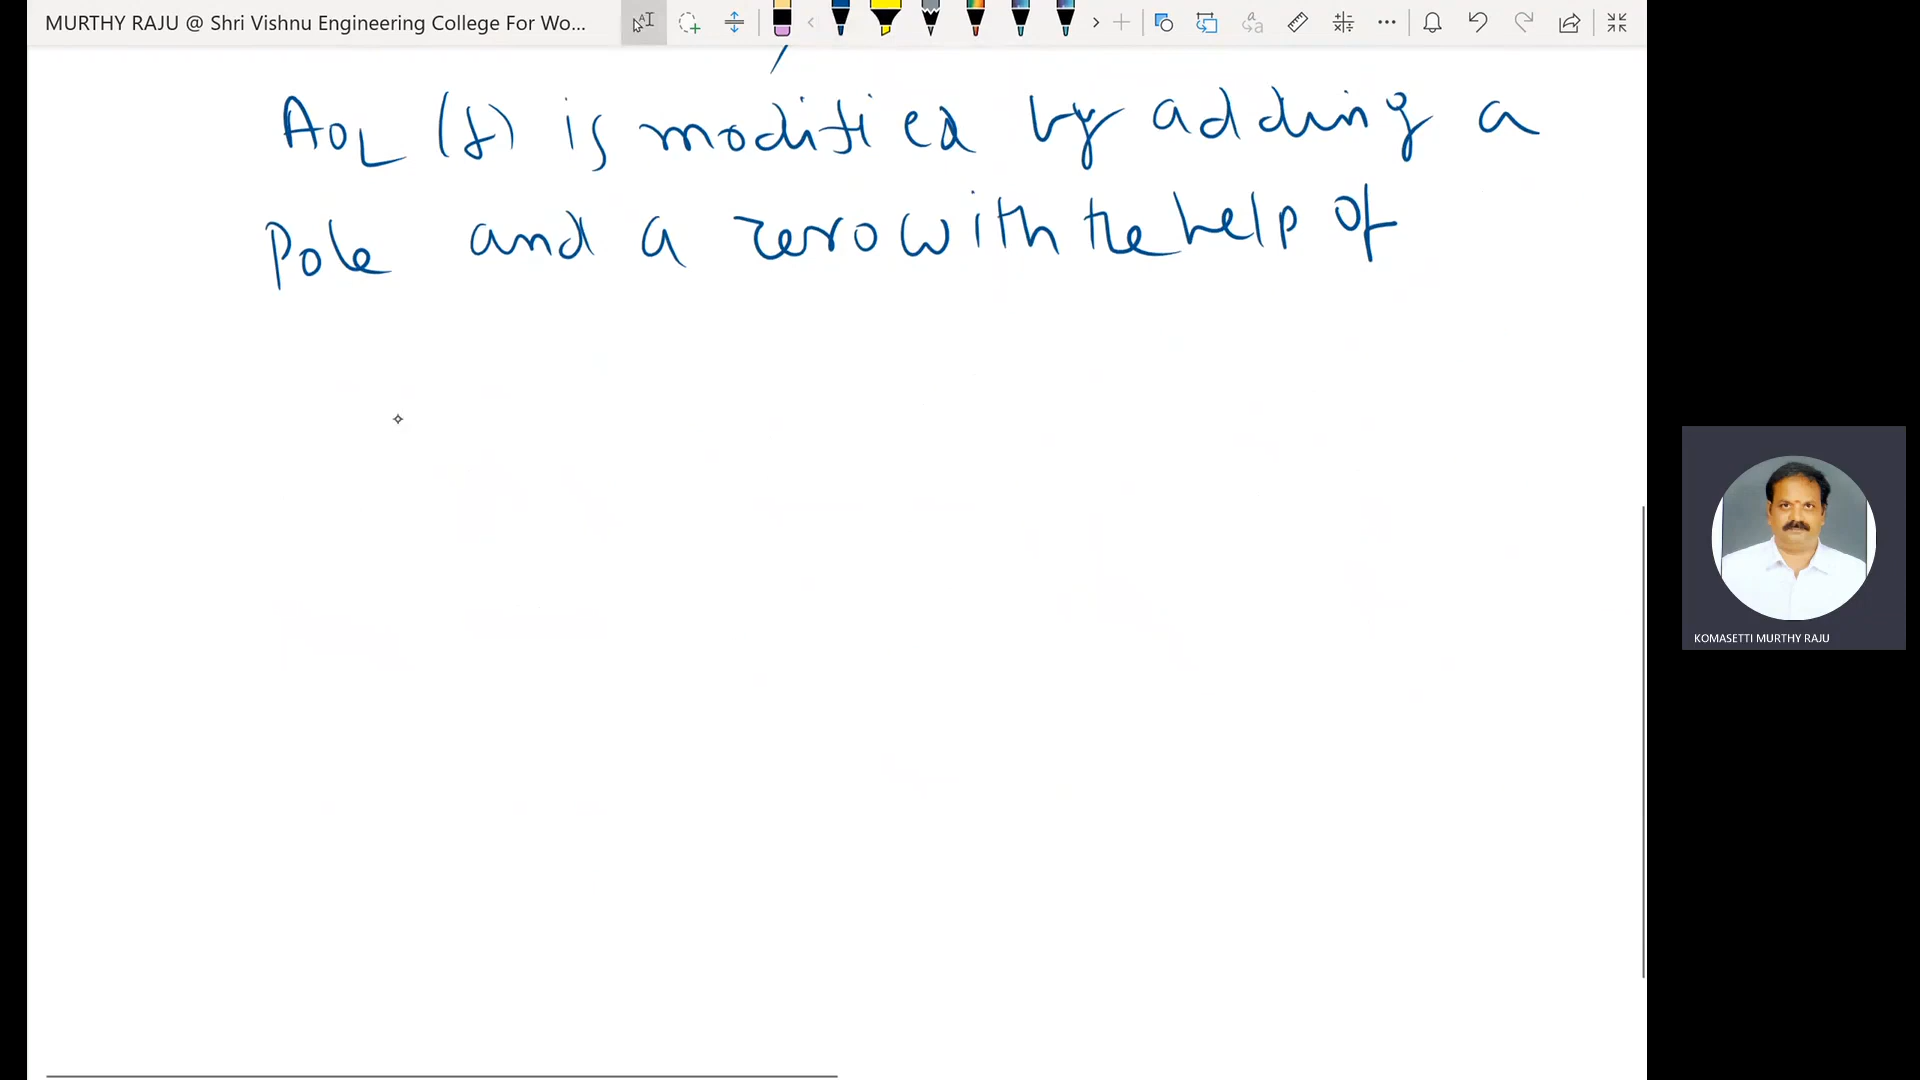 MURTHY RAJU @ Shri Vishnu Engineering College For Wo...
AOL (f) is modified by adding a
Pole and a zero with the help of
KOMASETTI MURTHY RAJU